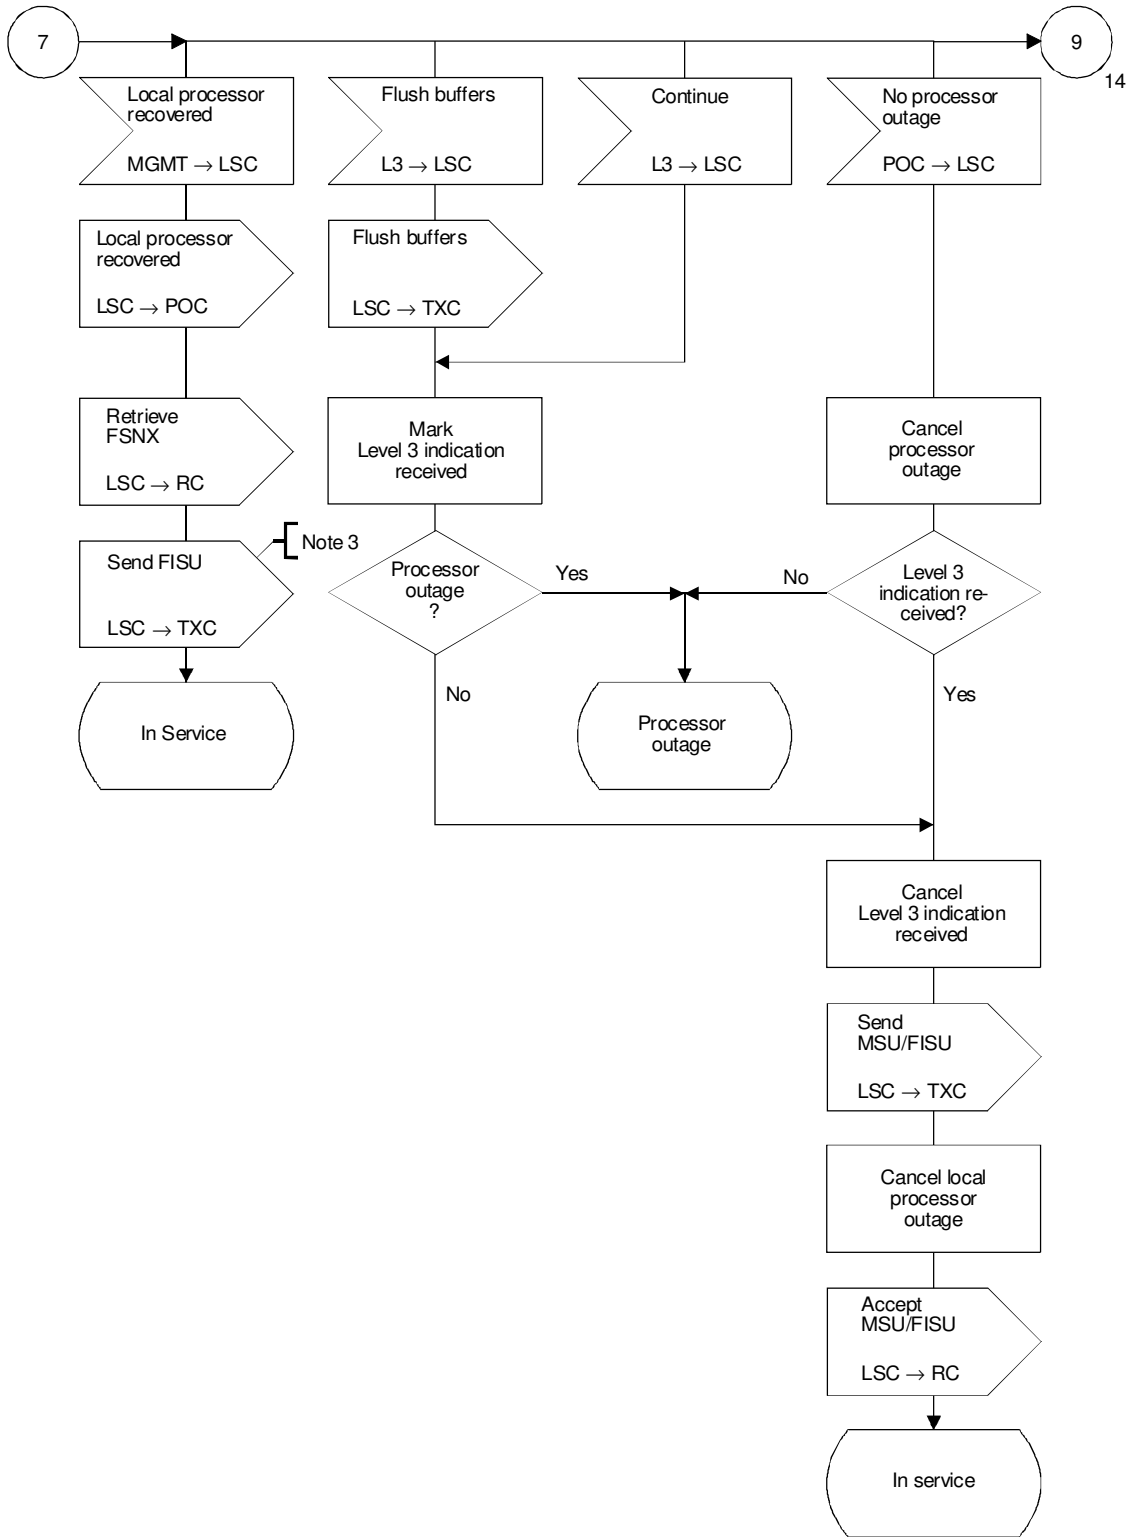 7
9
14
Local processor
recovered
MGMT → LSC
Flush buffers
L3 → LSC
Continue
L3 → LSC
No processor
outage
POC → LSC
Local processor
recovered
LSC → POC
Flush buffers
LSC → TXC
Retrieve
FSNX
LSC → RC
Mark
Level 3 indication
received
Cancel
processor
outage
Send FISU
LSC → TXC
Note 3
Processor
outage
?
Yes
No
Level 3
indication re-
ceived?
No
Yes
In Service
Processor
outage
Cancel
Level 3 indication
received
Send
MSU/FISU
LSC → TXC
Cancel local
processor
outage
Accept
MSU/FISU
LSC → RC
In service